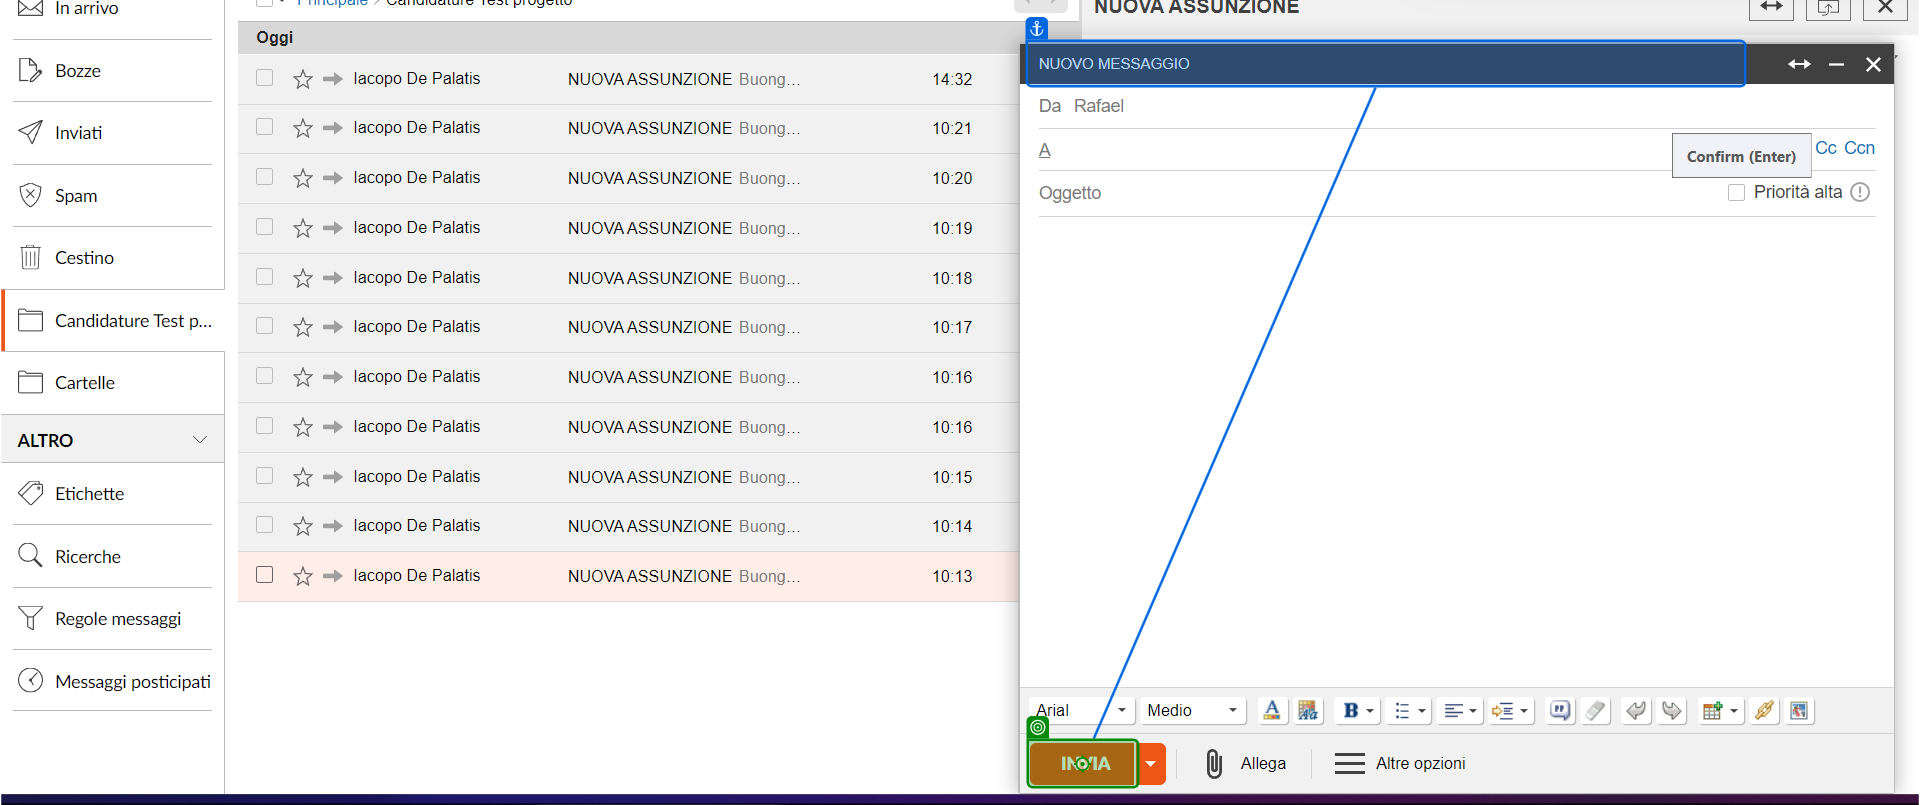 In arrivo
Bozze
Inviati
Spam
Cestino
Candidature Test p...
Cartelle
ALTRO
Etichette
Ricerche
Regole messaggi
Messaggi posticipati
Principale > Candidature Test progetto
Oggi
Iacopo De Palatis NUOVA ASSUNZIONE Buong... 14:32
Iacopo De Palatis NUOVA ASSUNZIONE Buong... 10:21
Iacopo De Palatis NUOVA ASSUNZIONE Buong... 10:20
Iacopo De Palatis NUOVA ASSUNZIONE Buong... 10:19
Iacopo De Palatis NUOVA ASSUNZIONE Buong... 10:18
Iacopo De Palatis NUOVA ASSUNZIONE Buong... 10:17
Iacopo De Palatis NUOVA ASSUNZIONE Buong... 10:16
Iacopo De Palatis NUOVA ASSUNZIONE Buong... 10:16
Iacopo De Palatis NUOVA ASSUNZIONE Buong... 10:15
Iacopo De Palatis NUOVA ASSUNZIONE Buong... 10:14
Iacopo De Palatis NUOVA ASSUNZIONE Buong... 10:13
NUOVA ASSUNZIONE
NUOVO MESSAGGIO
Da Rafael
A Confirm (Enter) Cc Ccn
Oggetto Priorità alta
Arial Medio A Aa B
INVIA Allega Altre opzioni